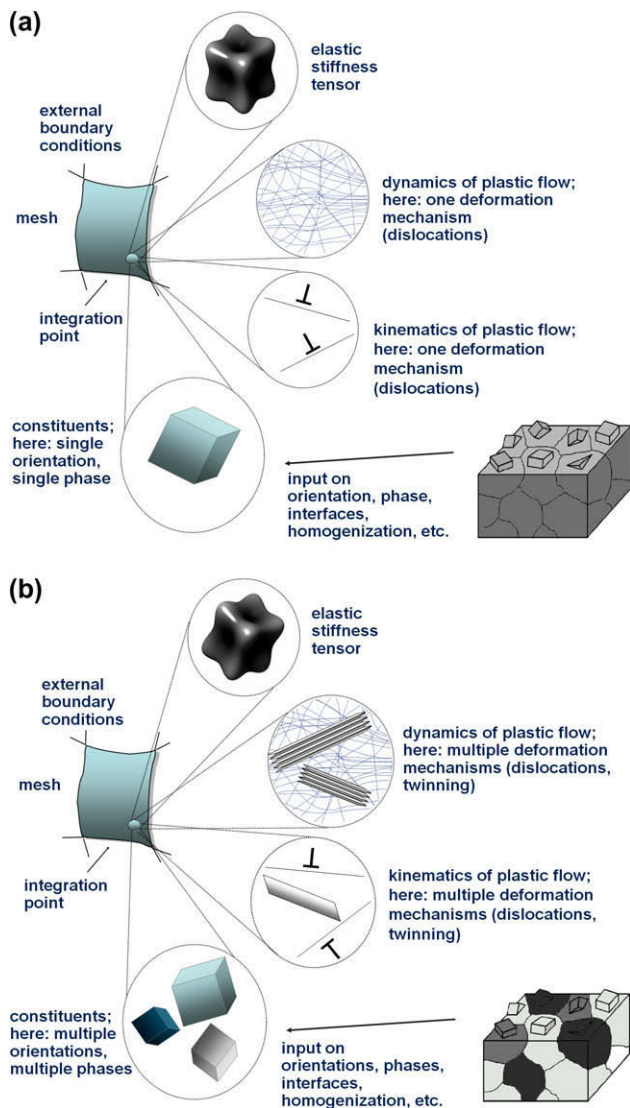 (a)
elastic
stiffness
tensor
external
boundary
conditions
dynamics of plastic flow;
here: one deformation
mechanism
(dislocations)
mesh
integration
point
kinematics of plastic flow;
here: one deformation
mechanism
(dislocations)
constituents;
here: single
orientation,
single phase
input on
orientation, phase,
interfaces,
homogenization, etc.
(b)
elastic
stiffness
tensor
external
boundary
conditions
dynamics of plastic flow;
here: multiple deformation
mechanisms (dislocations,
twinning)
mesh
integration
point
kinematics of plastic flow;
here: multiple deformation
mechanisms (dislocations,
twinning)
constituents;
here: multiple
orientations,
multiple phases
input on
orientations, phases,
interfaces,
homogenization, etc.